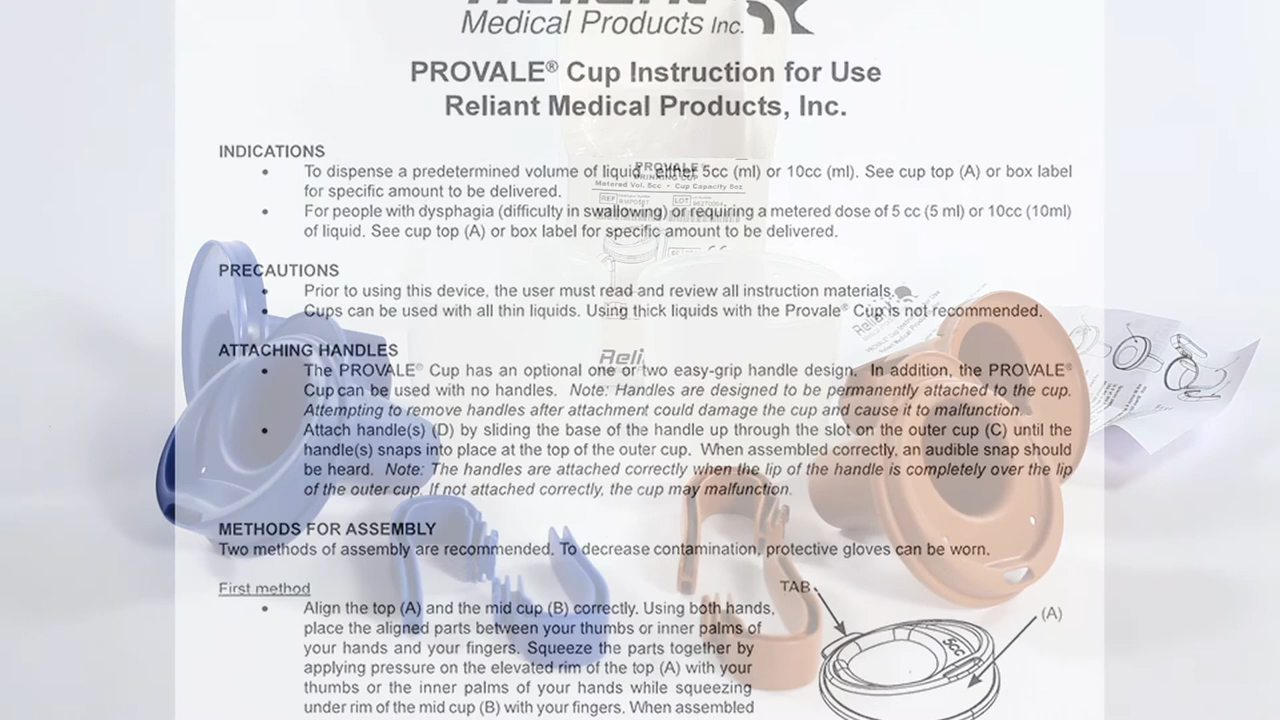 Medical Products Inc.
PROVALE® Cup Instruction for Use
Reliant Medical Products, Inc.
INDICATIONS
• To dispense a predetermined volume of liquid, either 5cc (ml) or 10cc (ml). See cup top (A) or box label
for specific amount to be delivered.
• For people with dysphagia (difficulty in swallowing) or requiring a metered dose of 5 cc (5 ml) or 10cc (10ml)
of liquid. See cup top (A) or box label for specific amount to be delivered.
PRECAUTIONS
• Prior to using this device, the user must read and review all instruction materials.
• Cups can be used with all thin liquids. Using thick liquids with the Provale® Cup is not recommended.
ATTACHING HANDLES
• The PROVALE® Cup has an optional one or two easy-grip handle design. In addition, the PROVALE®
Cup can be used with no handles. Note: Handles are designed to be permanently attached to the cup.
Attempting to remove handles after attachment could damage the cup and cause it to malfunction.
• Attach handle(s) (D) by sliding the base of the handle up through the slot on the outer cup (C) until the
handle(s) snaps into place at the top of the outer cup. When assembled correctly, an audible snap should
be heard. Note: The handles are attached correctly when the lip of the handle is completely over the lip
of the outer cup. If not attached correctly, the cup may malfunction.
METHODS FOR ASSEMBLY
Two methods of assembly are recommended. To decrease contamination, protective gloves can be worn.
First method
• Align the top (A) and the mid cup (B) correctly. Using both hands,
place the aligned parts between your thumbs or inner palms of
your hands and your fingers. Squeeze the parts together by
applying pressure on the elevated rim of the top (A) with your
thumbs or the inner palms of your hands while squeezing
under rim of the mid cup (B) with your fingers. When assembled
TAB
(A)
5cc
PROVALE®
DRINKING CUP
Metered Vol. 5cc • Cup Capacity 8oz.
REF
LOT
Reli